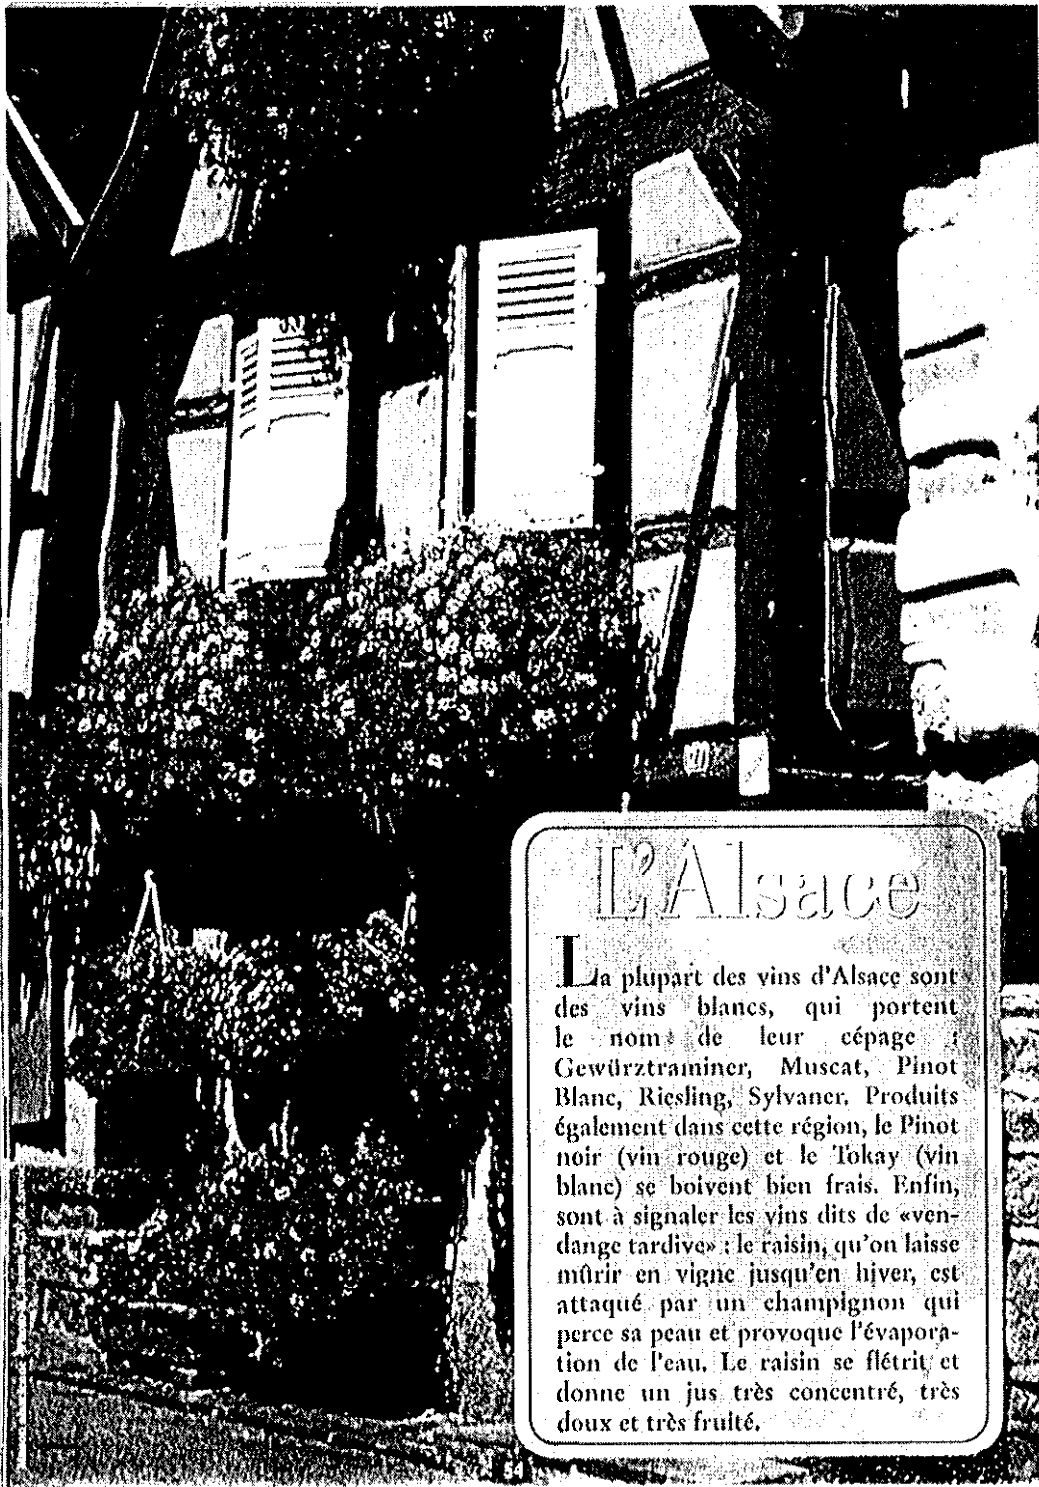 L'Alsace
La plupart des vins d'Alsace sont
des vins blancs, qui portent
le nom de leur cépage :
Gewürztraminer, Muscat, Pinot
Blanc, Riesling, Sylvaner. Produits
également dans cette région, le Pinot
noir (vin rouge) et le Tokay (vin
blanc) se boivent bien frais. Enfin,
sont à signaler les vins dits de «ven-
dange tardive» : le raisin, qu'on laisse
mûrir en vigne jusqu'en hiver, est
attaqué par un champignon qui
perce sa peau et provoque l'évapora-
tion de l'eau. Le raisin se flétrit et
donne un jus très concentré, très
doux et très fruité.